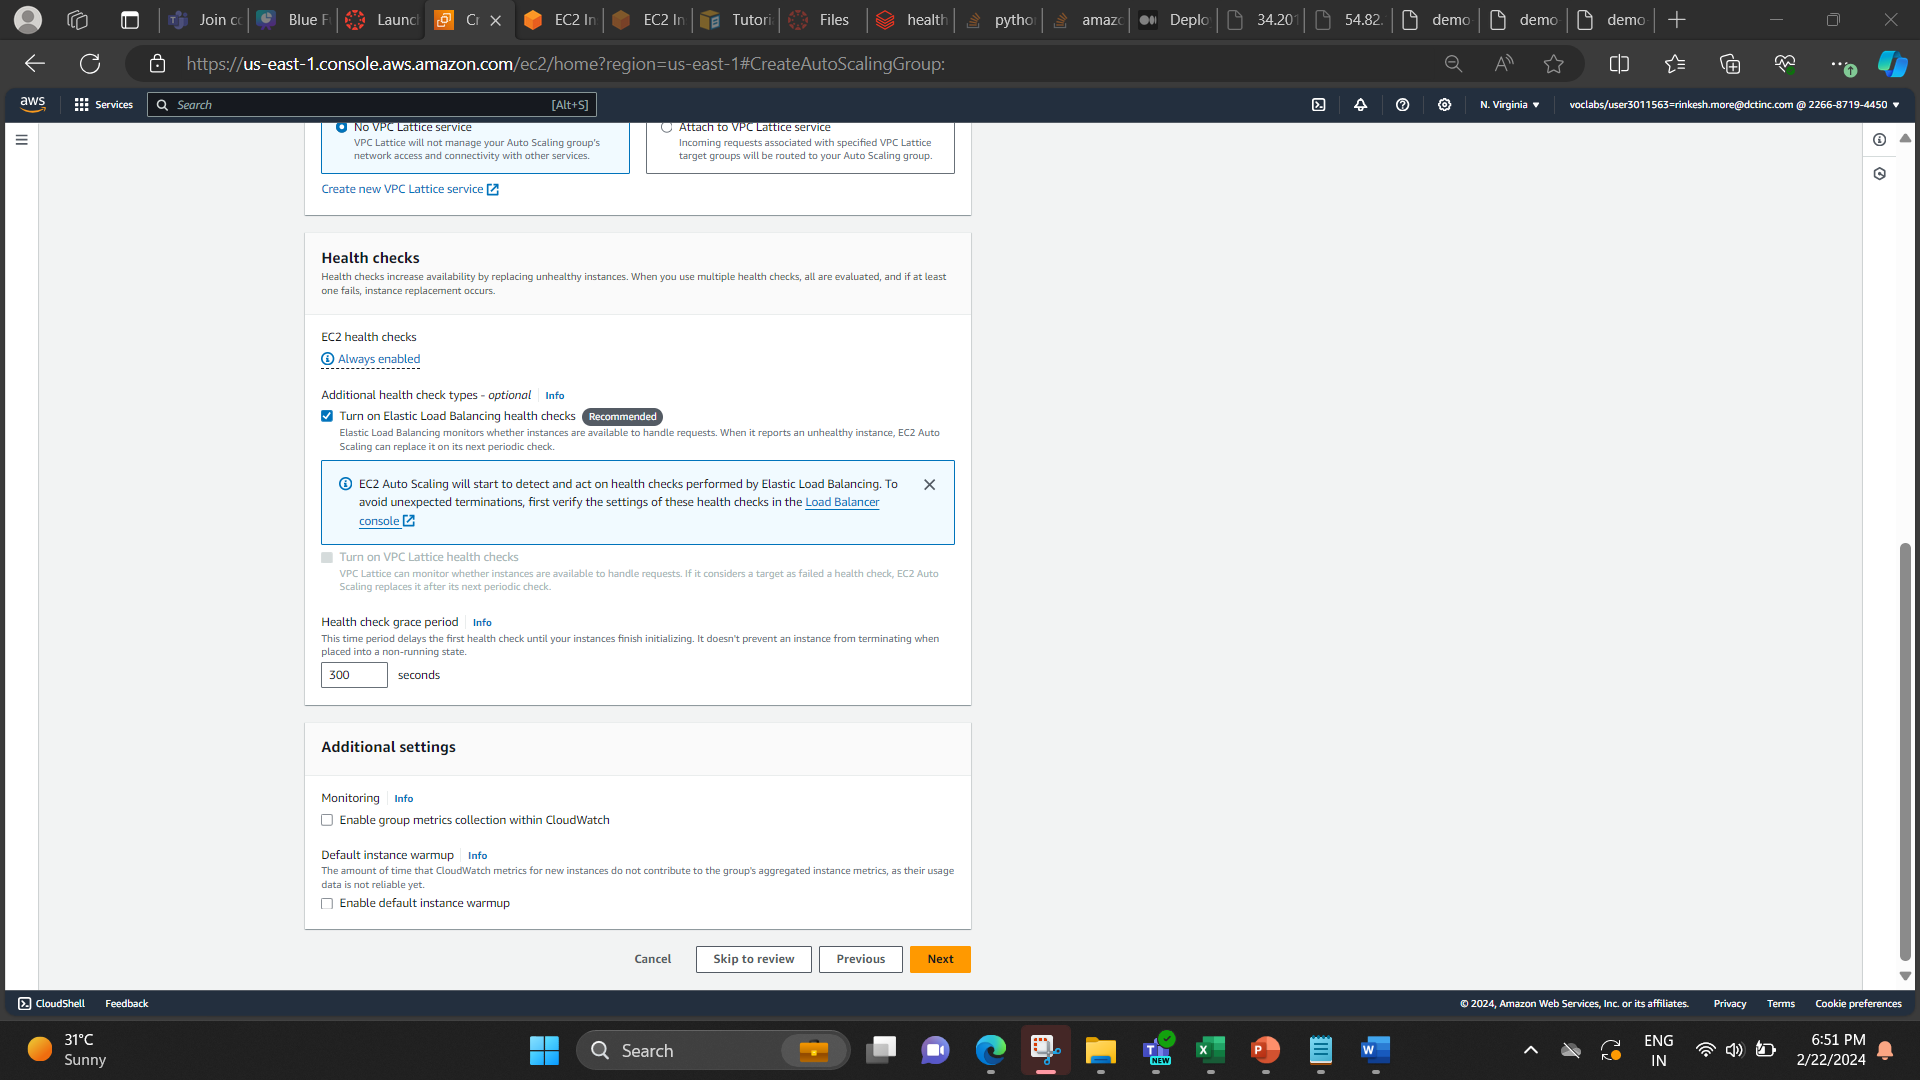 Join co
Blue F
Launc
Cr
EC2 In
EC2 In
Tutori
Files
health
pytho
amazo
Deplo
34.201
54.82.
demo
demo
demo
https://us-east-1.console.aws.amazon.com/ec2/home?region=us-east-1#CreateAutoScalingGroup:
aws
Services
Search
[Alt+S]
N. Virginia
voclabs/user3011563=rinkesh.more@dctinc.com @ 2266-8719-4450
No VPC Lattice service
VPC Lattice will not manage your Auto Scaling group's
network access and connectivity with other services.
Attach to VPC Lattice service
Incoming requests associated with specified VPC Lattice
target groups will be routed to your Auto Scaling group.
Create new VPC Lattice service
Health checks
Health checks increase availability by replacing unhealthy instances. When you use multiple health checks, all are evaluated, and if at least
one fails, instance replacement occurs.
EC2 health checks
Always enabled
Additional health check types - optional Info
Turn on Elastic Load Balancing health checks Recommended
Elastic Load Balancing monitors whether instances are available to handle requests. When it reports an unhealthy instance, EC2 Auto
Scaling can replace it on its next periodic check.
EC2 Auto Scaling will start to detect and act on health checks performed by Elastic Load Balancing. To
avoid unexpected terminations, first verify the settings of these health checks in the Load Balancer
console
Turn on VPC Lattice health checks
VPC Lattice can monitor whether instances are available to handle requests. If it considers a target as failed a health check, EC2 Auto
Scaling replaces it after its next periodic check.
Health check grace period Info
This time period delays the first health check until your instances finish initializing. It doesn't prevent an instance from terminating when
placed into a non-running state.
300 seconds
Additional settings
Monitoring Info
Enable group metrics collection within CloudWatch
Default instance warmup Info
The amount of time that CloudWatch metrics for new instances do not contribute to the group's aggregated instance metrics, as their usage
data is not reliable yet.
Enable default instance warmup
Cancel
Skip to review
Previous
Next
CloudShell
Feedback
© 2024, Amazon Web Services, Inc. or its affiliates.
Privacy
Terms
Cookie preferences
31°C
Sunny
Search
NEW
ENG
IN
6:51 PM
2/22/2024